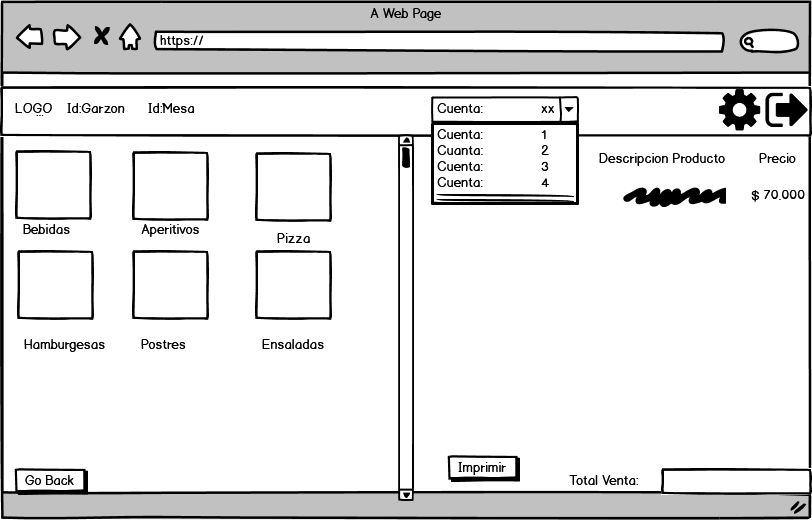 A Web Page
https://
LOGO Id:Garzon Id:Mesa
Cuenta: xx
Cuenta: 1
Cuanta: 2
Cuenta: 3
Cuenta: 4
Descripcion Producto Precio
$ 70.000
Bebidas Aperitivos Pizza
Hamburgesas Postres Ensaladas
Go Back
Imprimir
Total Venta: